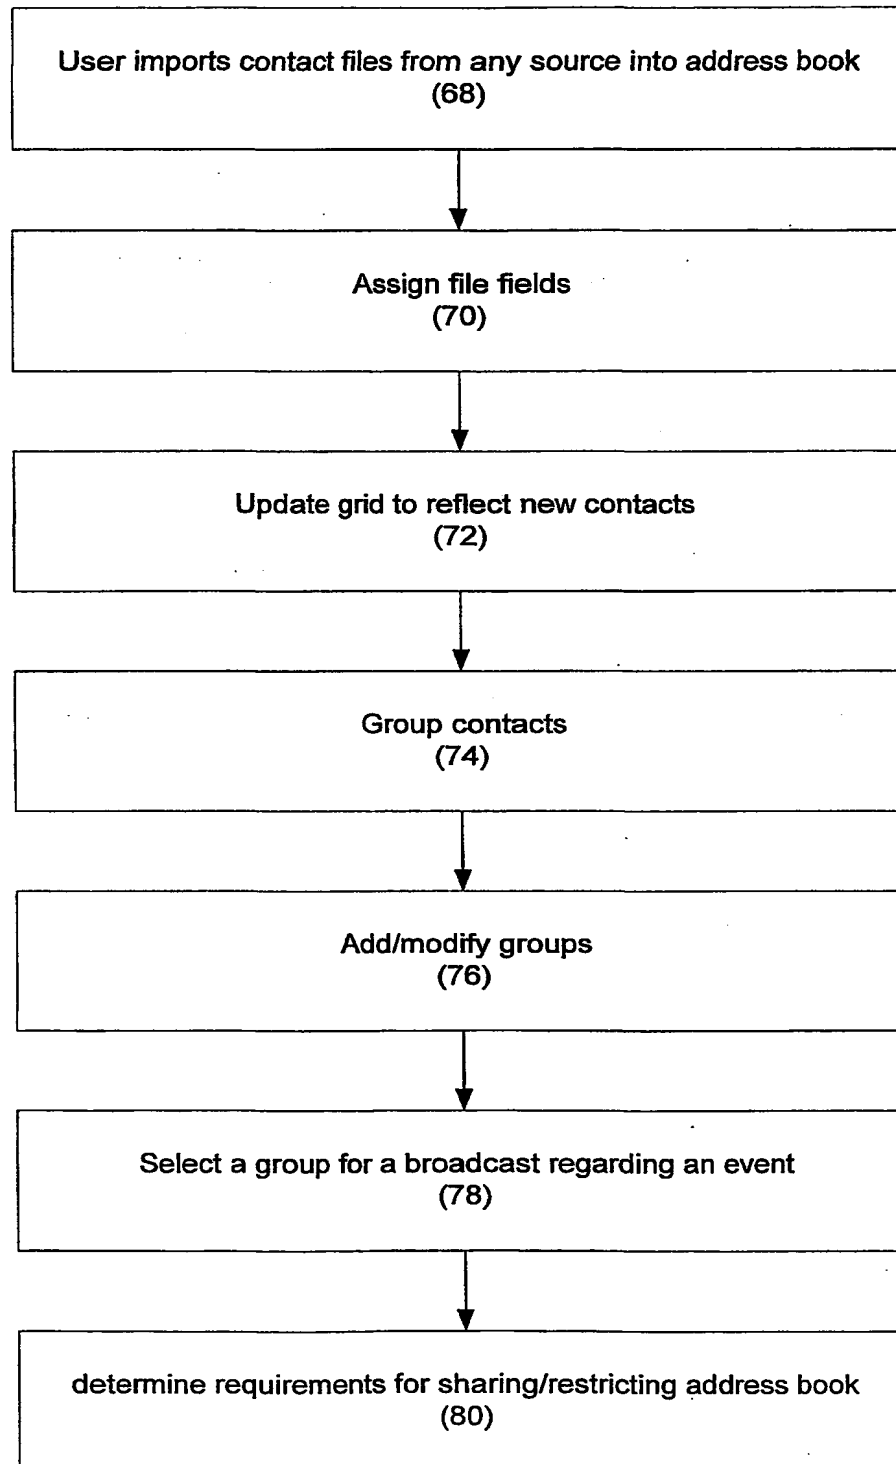 User imports contact files from any source into address book
(68)
Assign file fields
(70)
Update grid to reflect new contacts
(72)
Group contacts
(74)
Add/modify groups
(76)
Select a group for a broadcast regarding an event
(78)
determine requirements for sharing/restricting address book
(80)